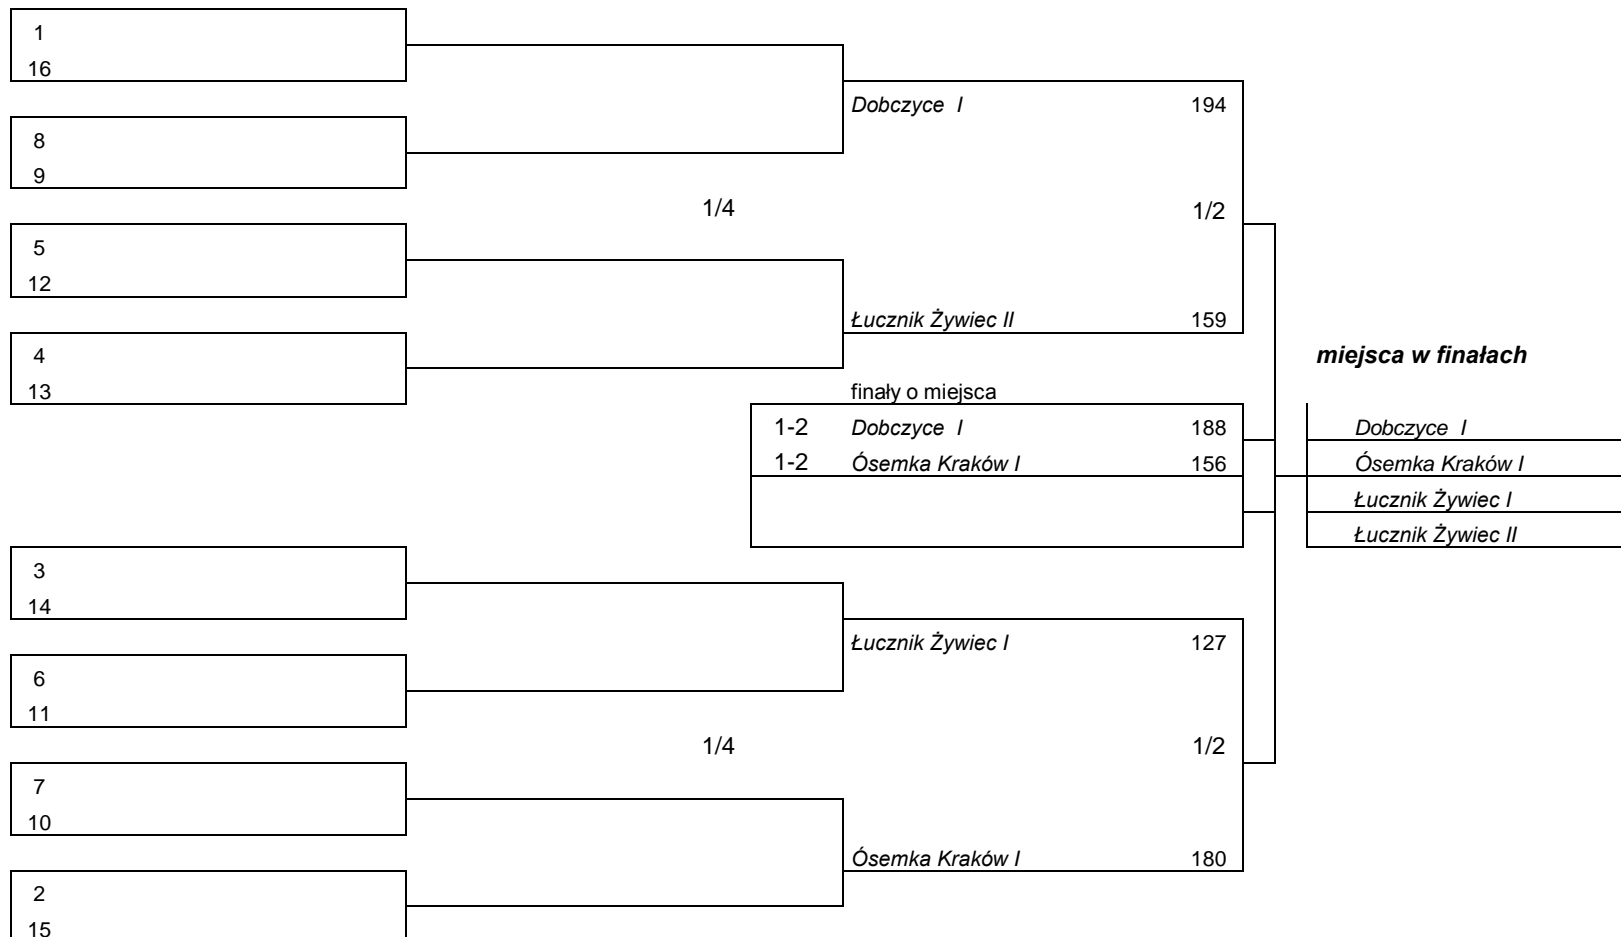 1
16
Dobczyce I 194
8
9
1/4 1/2
5
12
Łucznik Żywiec II 159
4
miejsca w finałach
13
finały o miejsca
1-2 Dobczyce I 188 Dobczyce I
1-2 Ósemka Kraków I 156 Ósemka Kraków I
Łucznik Żywiec I
Łucznik Żywiec II
3
14
Łucznik Żywiec I 127
6
11
1/4 1/2
7
10
Ósemka Kraków I 180
2
15